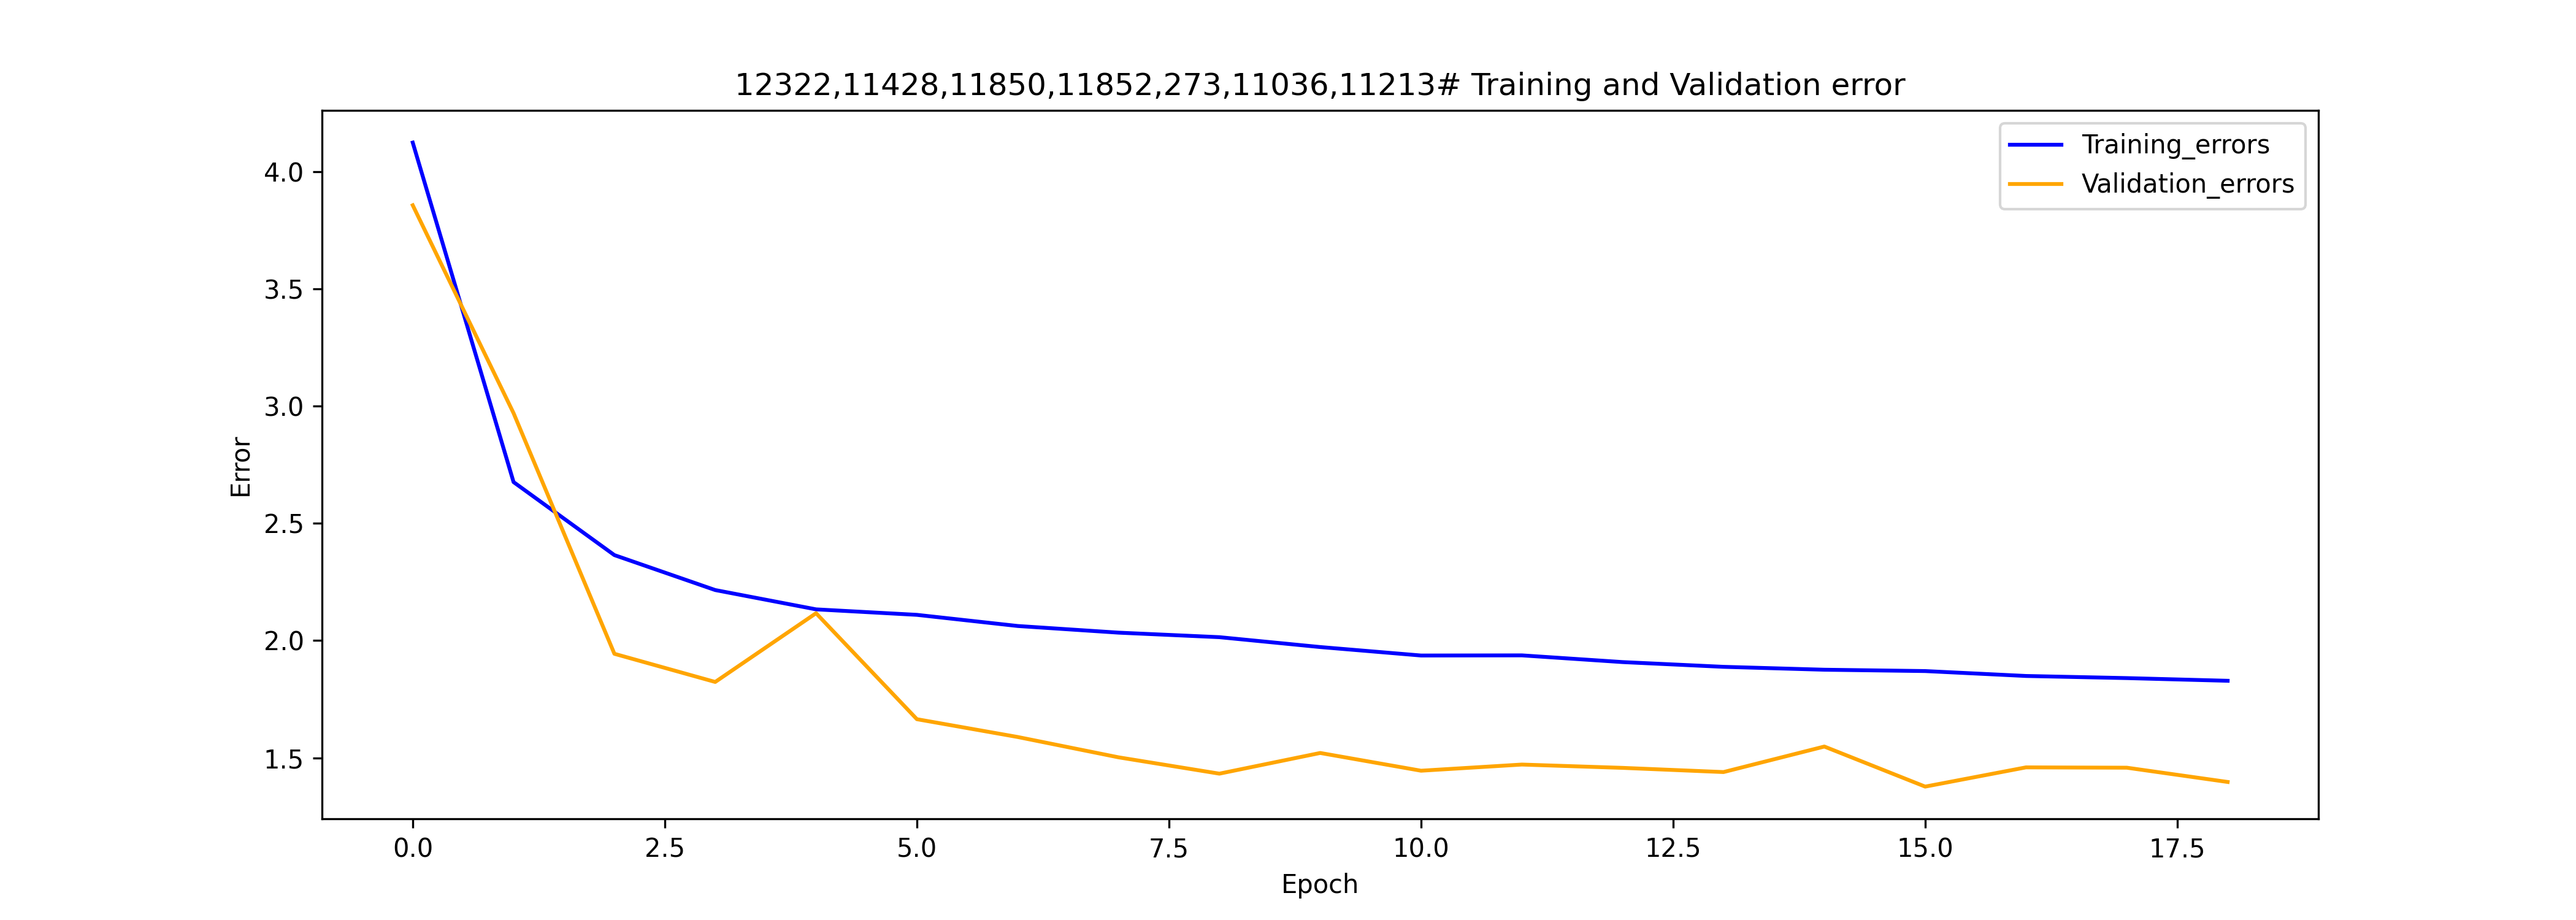 12322,11428,11850,11852,273,11036,11213# Training and Validation error
Training_errors
Validation_errors
4.0
3.5
3.0
2.5
2.0
1.5
Error
0.0 2.5 5.0 7.5 10.0 12.5 15.0 17.5
Epoch